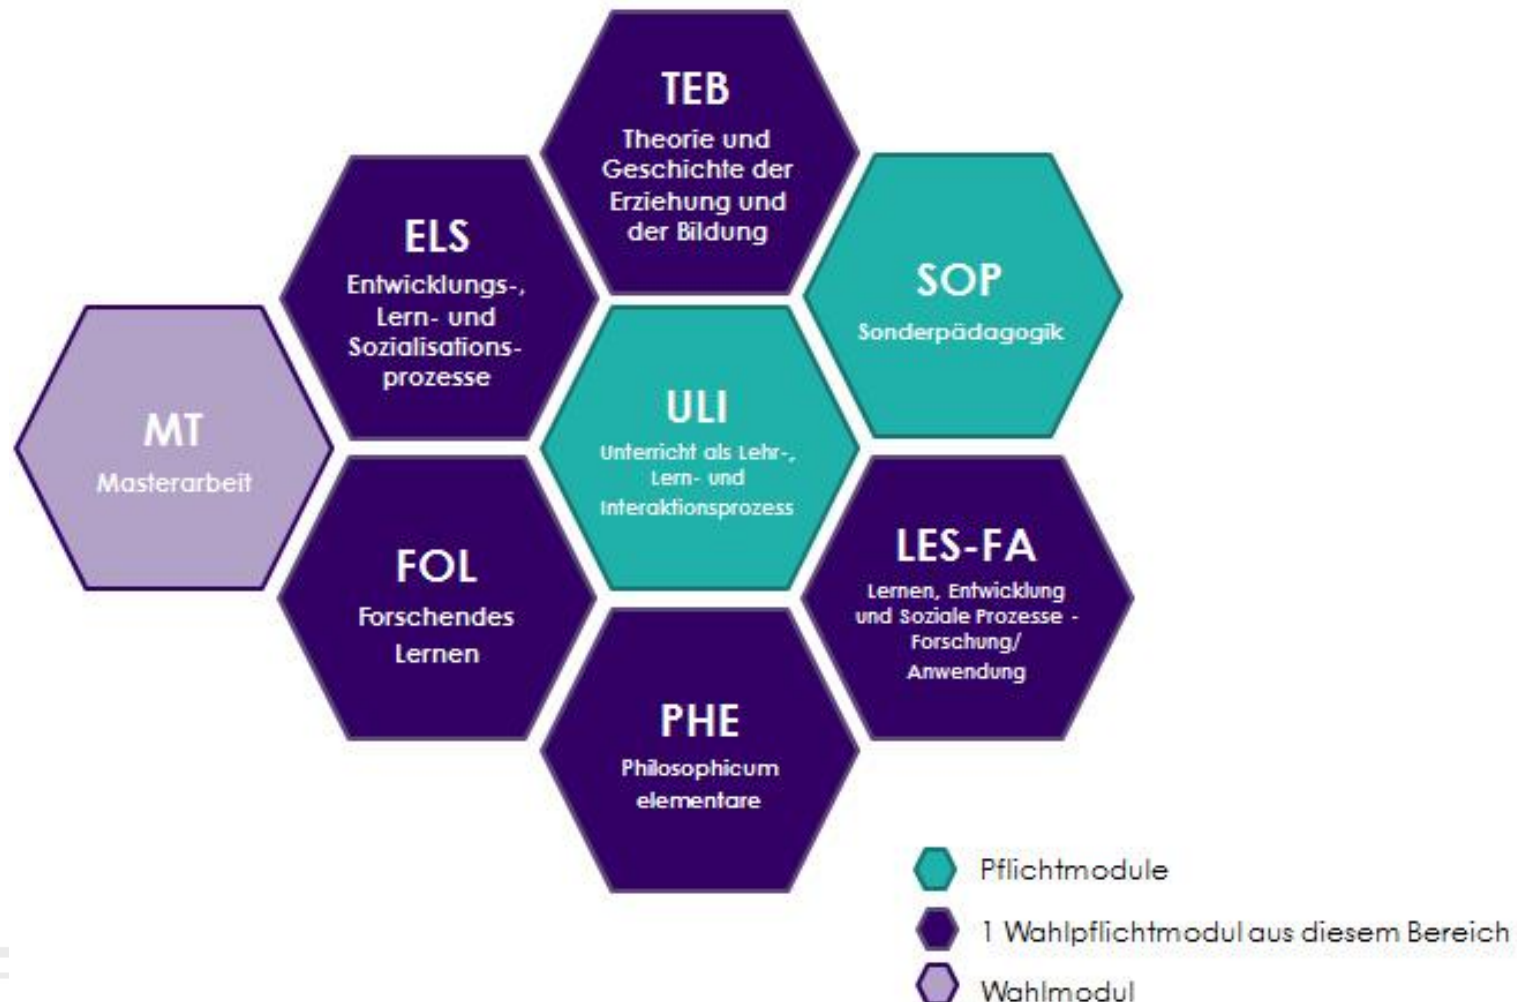 TEB
Theorie und
Geschichte der
Erziehung und
der Bildung
ELS
Entwicklungs-,
Lern- und
Sozialisations-
prozesse
SOP
Sonderpädagogik
MT
Masterarbeit
ULI
Unterricht als Lehr-,
Lern- und
Interaktionsprozess
FOL
Forschendes
Lernen
LES-FA
Lernen, Entwicklung
und Soziale Prozesse -
Forschung/
Anwendung
PHE
Philosophicum
elementare
Pflichtmodule
1 Wahlpflichtmodul aus diesem Bereich
Wahlmodul